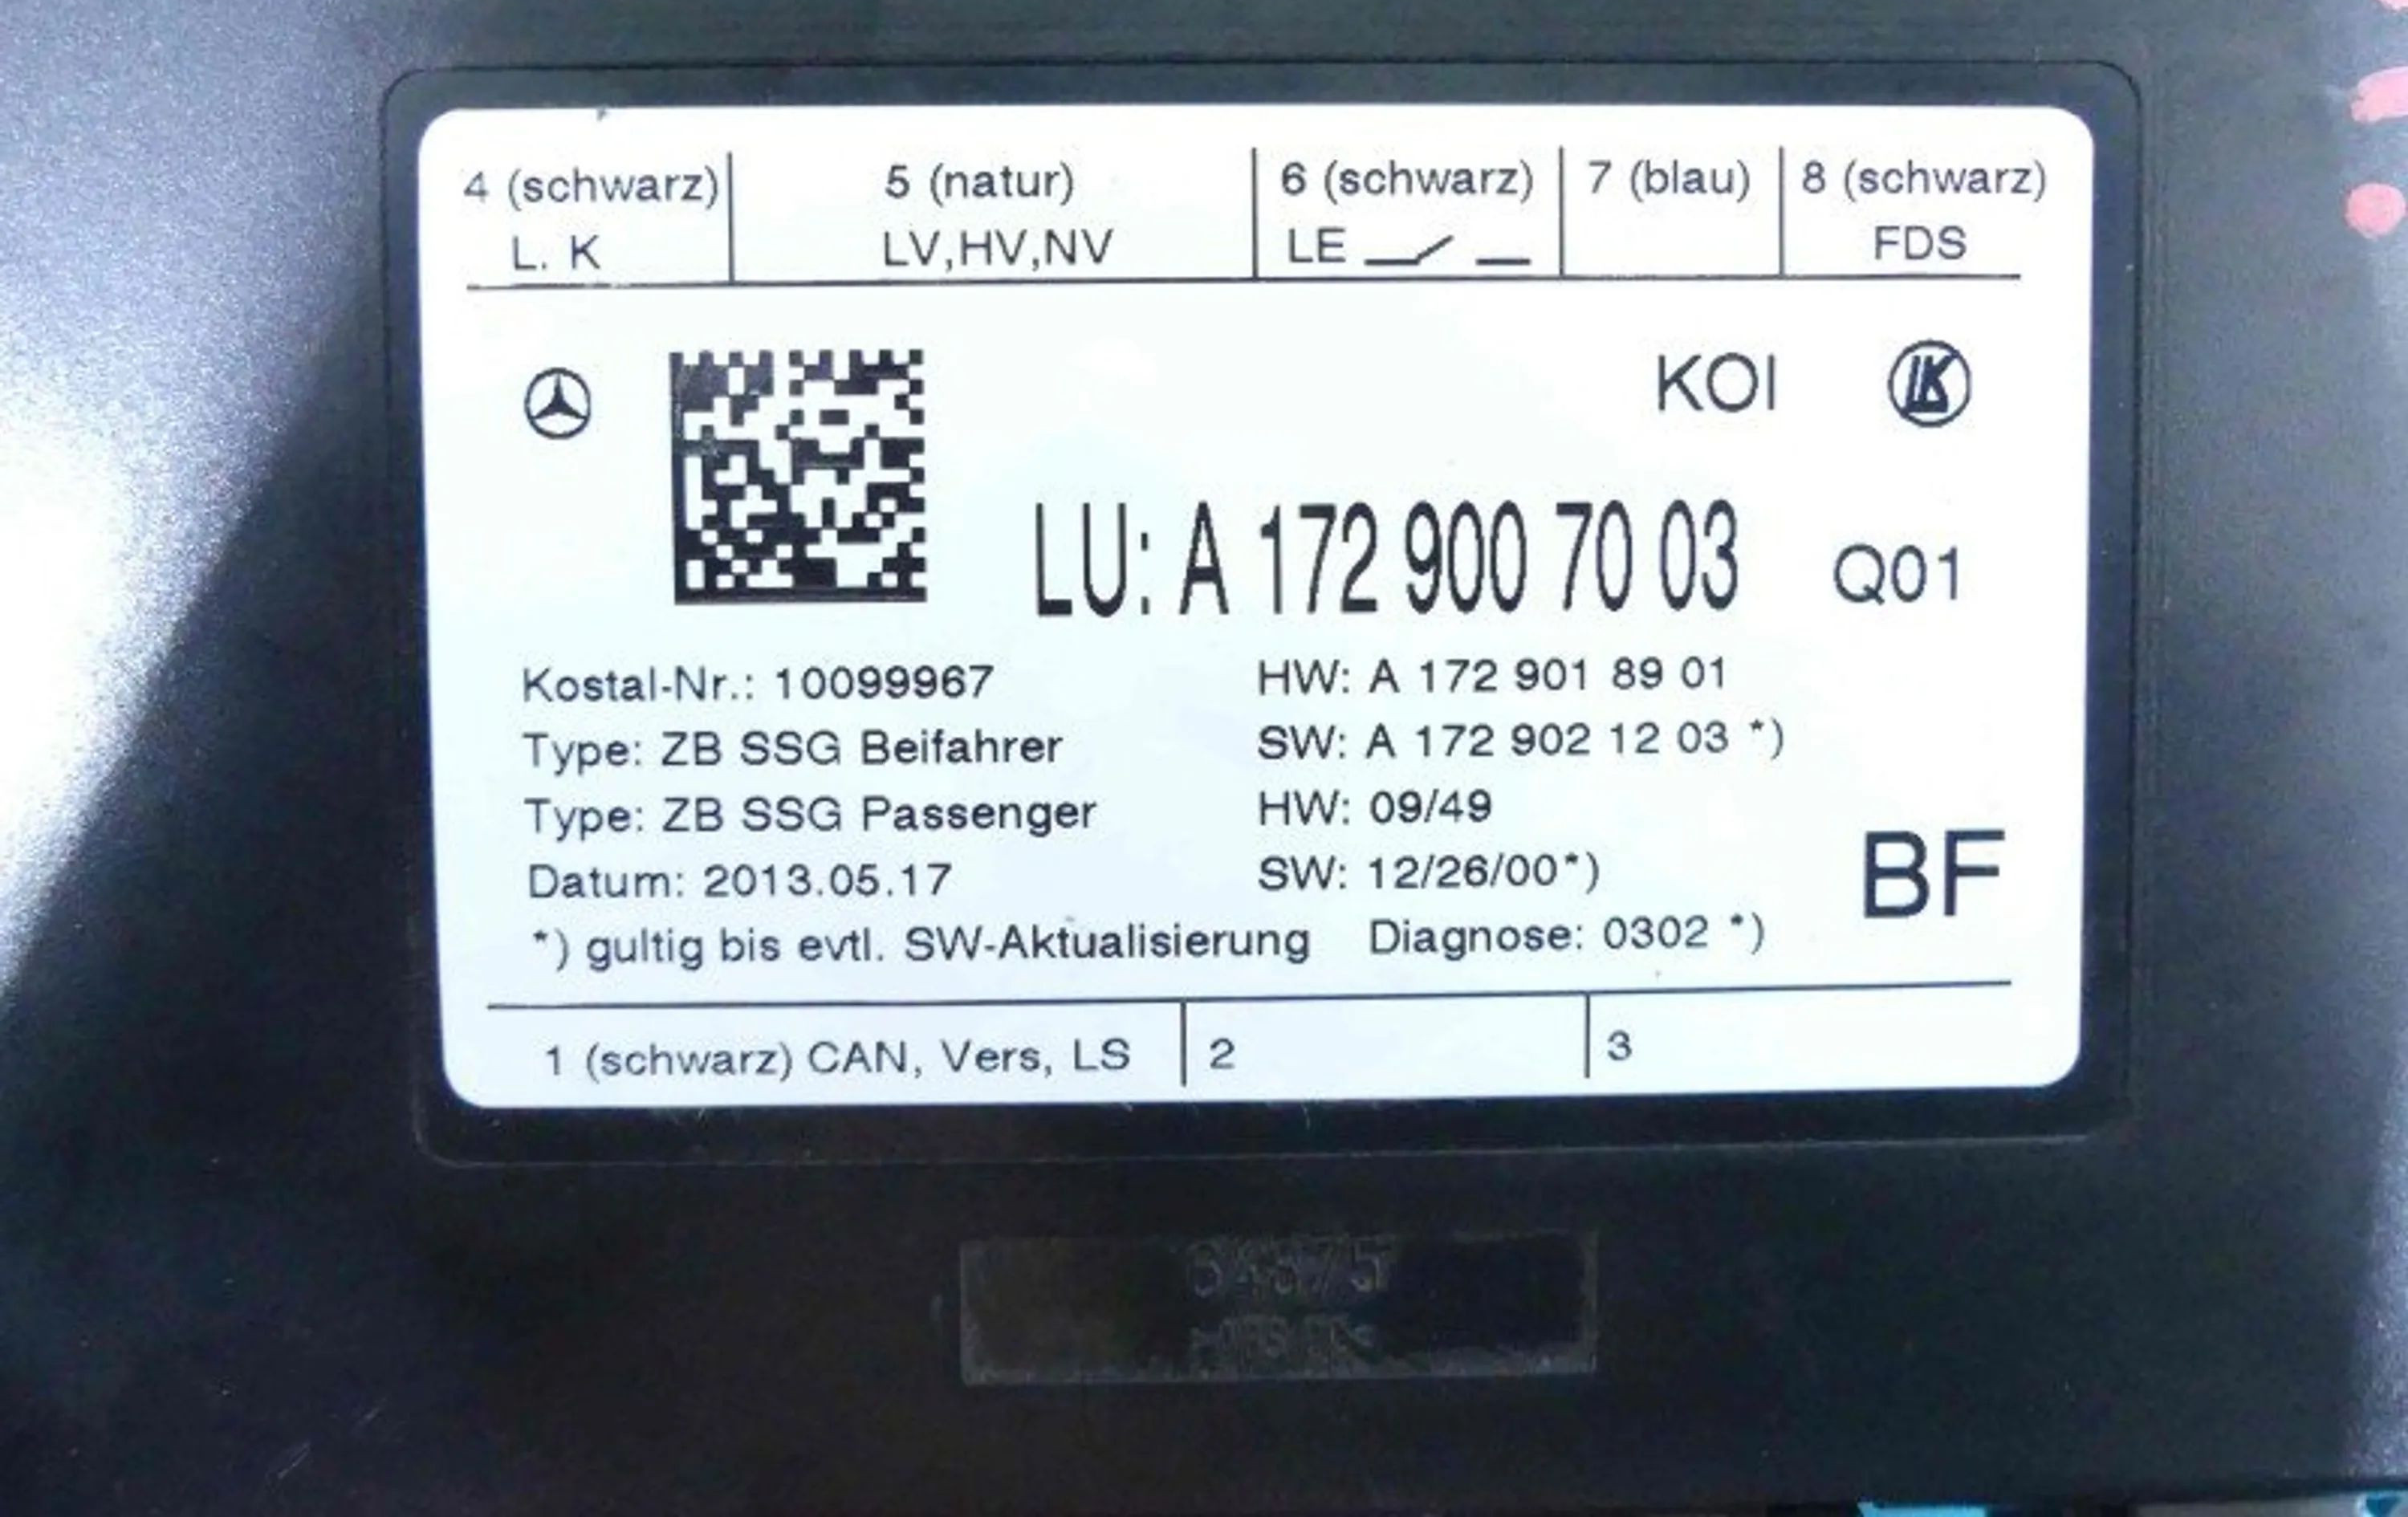 4 (schwarz) 5 (natur) 6 (schwarz) 7 (blau) 8 (schwarz)
L. K LV,HV,NV LE FDS
KOI
LU: A 172 900 70 03 Q01
Kostal-Nr.: 10099967 HW: A 172 901 89 01
Type: ZB SSG Beifahrer SW: A 172 902 12 03 *)
Type: ZB SSG Passenger HW: 09/49
Datum: 2013.05.17 SW: 12/26/00*)
BF
*) gultig bis evtl. SW-Aktualisierung Diagnose: 0302 *)
1 (schwarz) CAN, Vers, LS 2 3